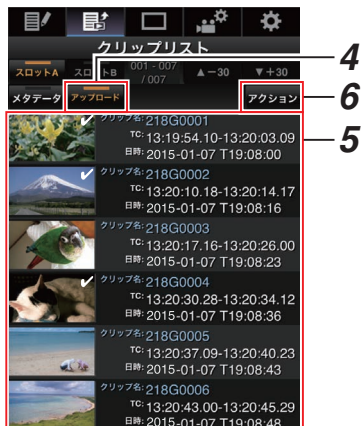 クリップリスト
スロットA スロットB 001 - 007 / 007 ▲−30 ▼+30
メタデータ アップロード アクション
4
6
5
クリップ名: 218G0001
TC: 13:19:54.10-13:20:03.09
日時: 2015-01-07 T19:08:00
クリップ名: 218G0002
TC: 13:20:10.18-13:20:14.17
日時: 2015-01-07 T19:08:16
クリップ名: 218G0003
TC: 13:20:17.16-13:20:26.00
日時: 2015-01-07 T19:08:23
クリップ名: 218G0004
TC: 13:20:30.28-13:20:34.12
日時: 2015-01-07 T19:08:36
クリップ名: 218G0005
TC: 13:20:37.09-13:20:40.23
日時: 2015-01-07 T19:08:43
クリップ名: 218G0006
TC: 13:20:43.00-13:20:45.29
日時: 2015-01-07 T19:08:48